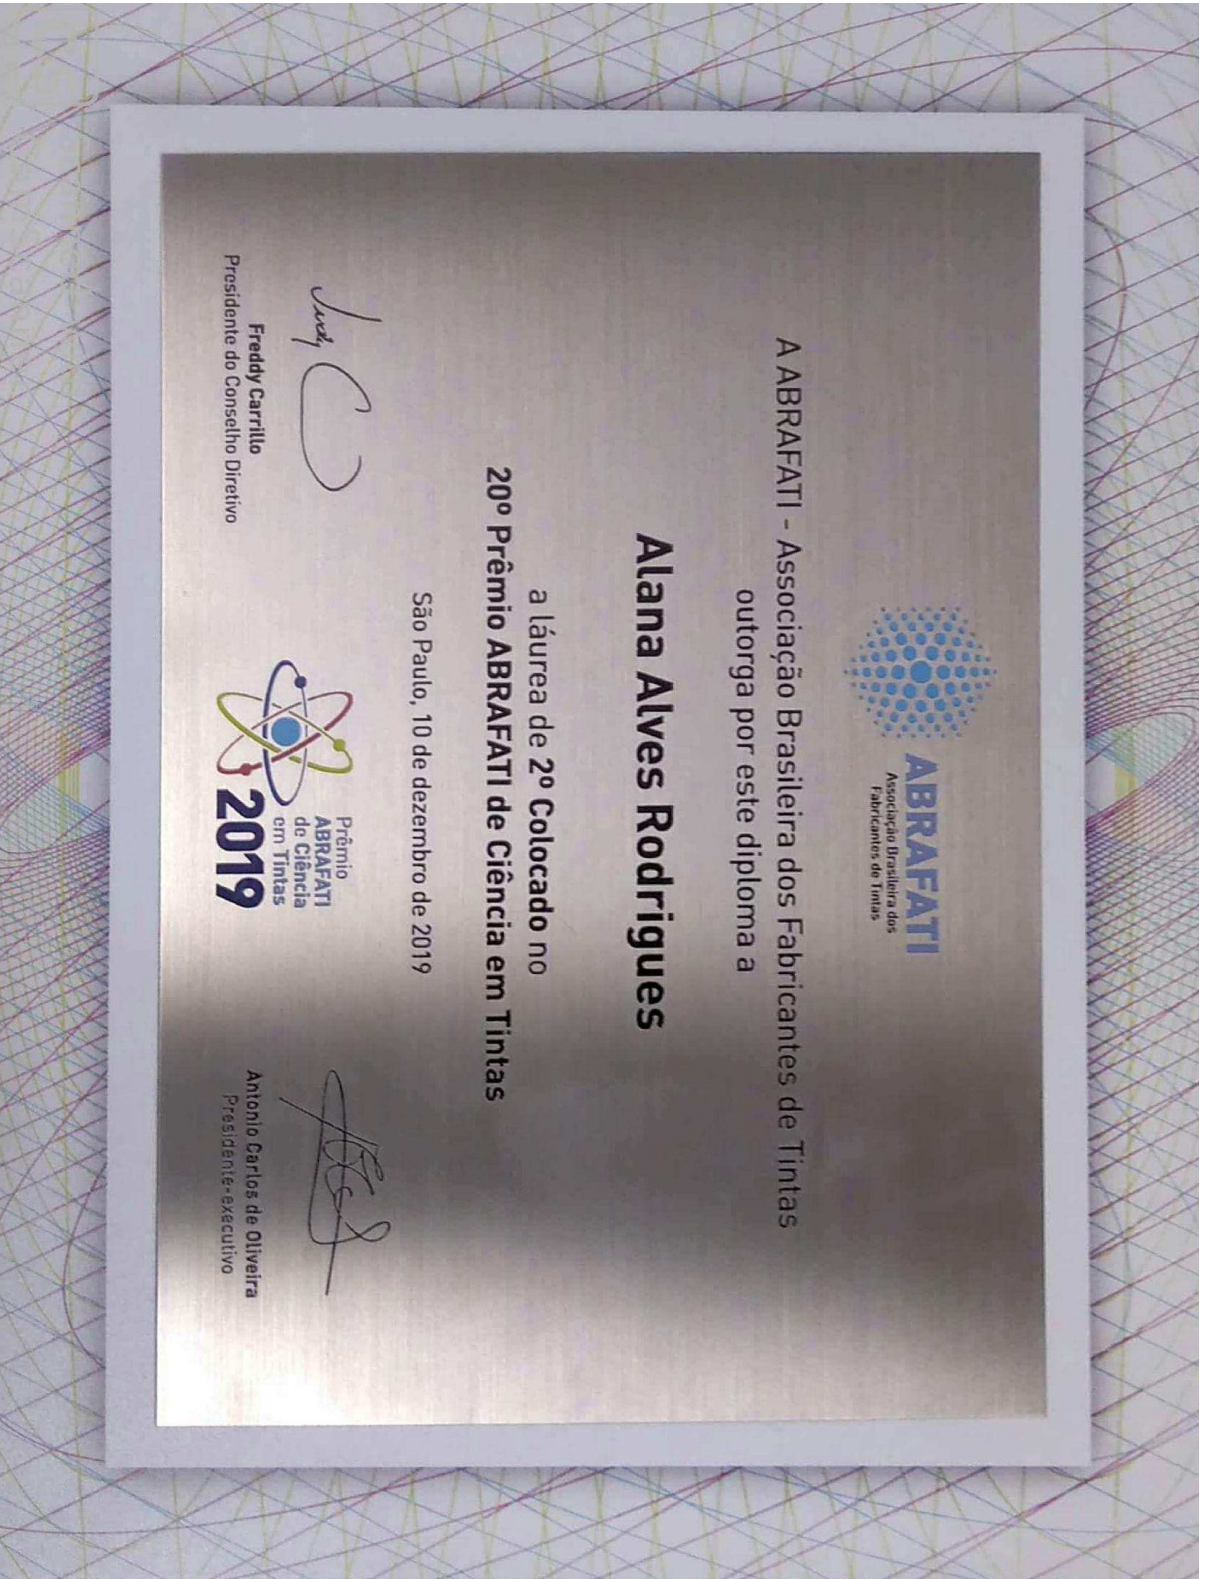 ABRAFATI
Associação Brasileira dos
Fabricantes de Tintas
A ABRAFATI - Associação Brasileira dos Fabricantes de Tintas
outorga por este diploma a
Alana Alves Rodrigues
a láurea de 2º Colocado no
20º Prêmio ABRAFATI de Ciência em Tintas
São Paulo, 10 de dezembro de 2019
Freddy Carrillo
Presidente do Conselho Diretivo
Prêmio
ABRAFATI
de Ciência
em Tintas
2019
Antonio Carlos de Oliveira
Presidente-executivo